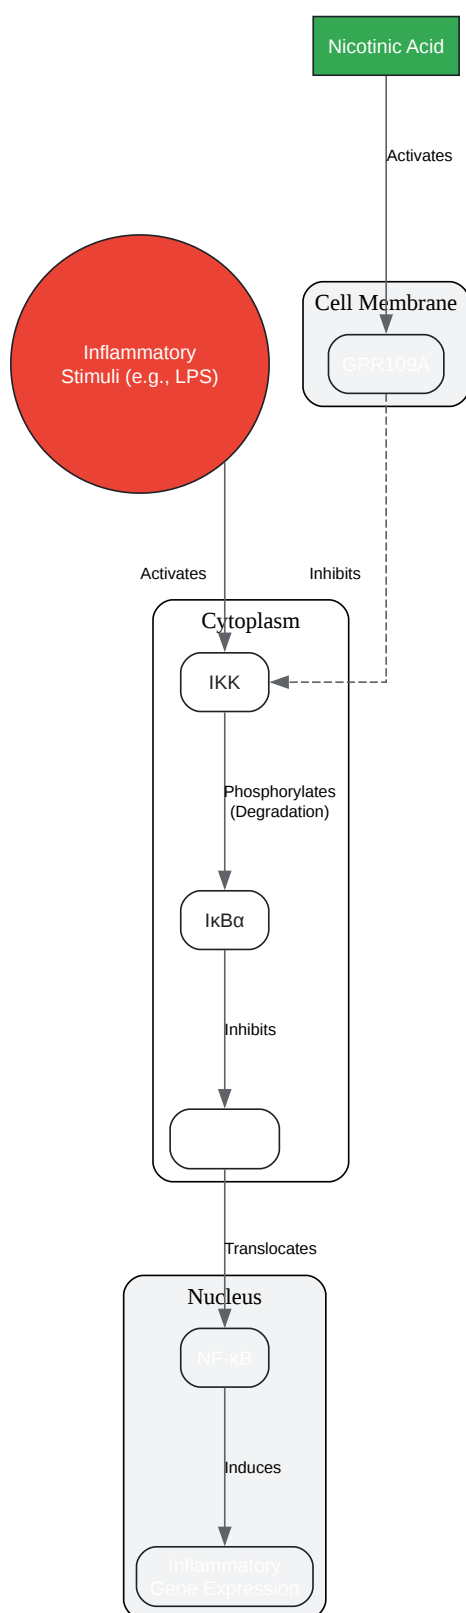 Nicotinic Acid
Activates
Cell Membrane
GPR109A
Inflammatory
Stimuli (e.g., LPS)
Activates
Inhibits
Cytoplasm
IKK
Phosphorylates
(Degradation)
IκBα
Inhibits
Translocates
Nucleus
NF-κB
Induces
Inflammatory
Gene Expression